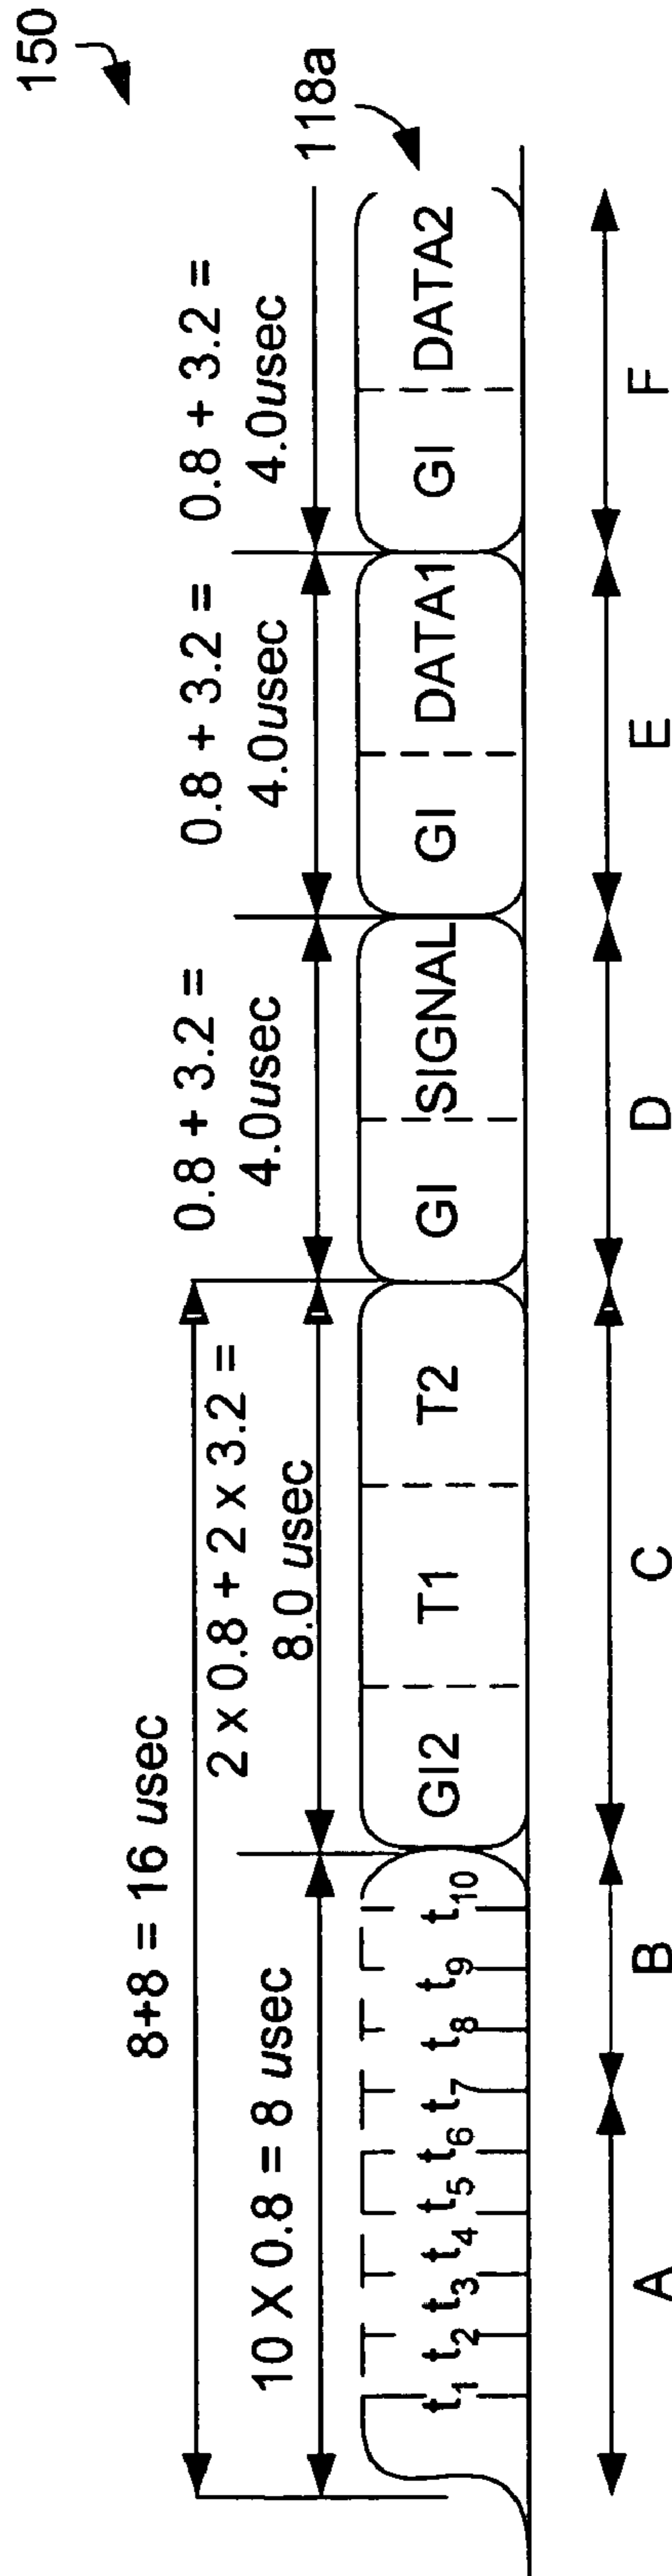 150
118a
8+8 = 16 usec
10 X 0.8 = 8 usec
2 x 0.8 + 2 x 3.2 =
8.0 usec
0.8 + 3.2 =
4.0usec
0.8 + 3.2 =
4.0usec
0.8 + 3.2 =
4.0usec
t1 t2 t3 t4 t5 t6 t7 t8 t9 t10 GI2 T1 T2 GI SIGNAL GI DATA1 GI DATA2
A B C D E F